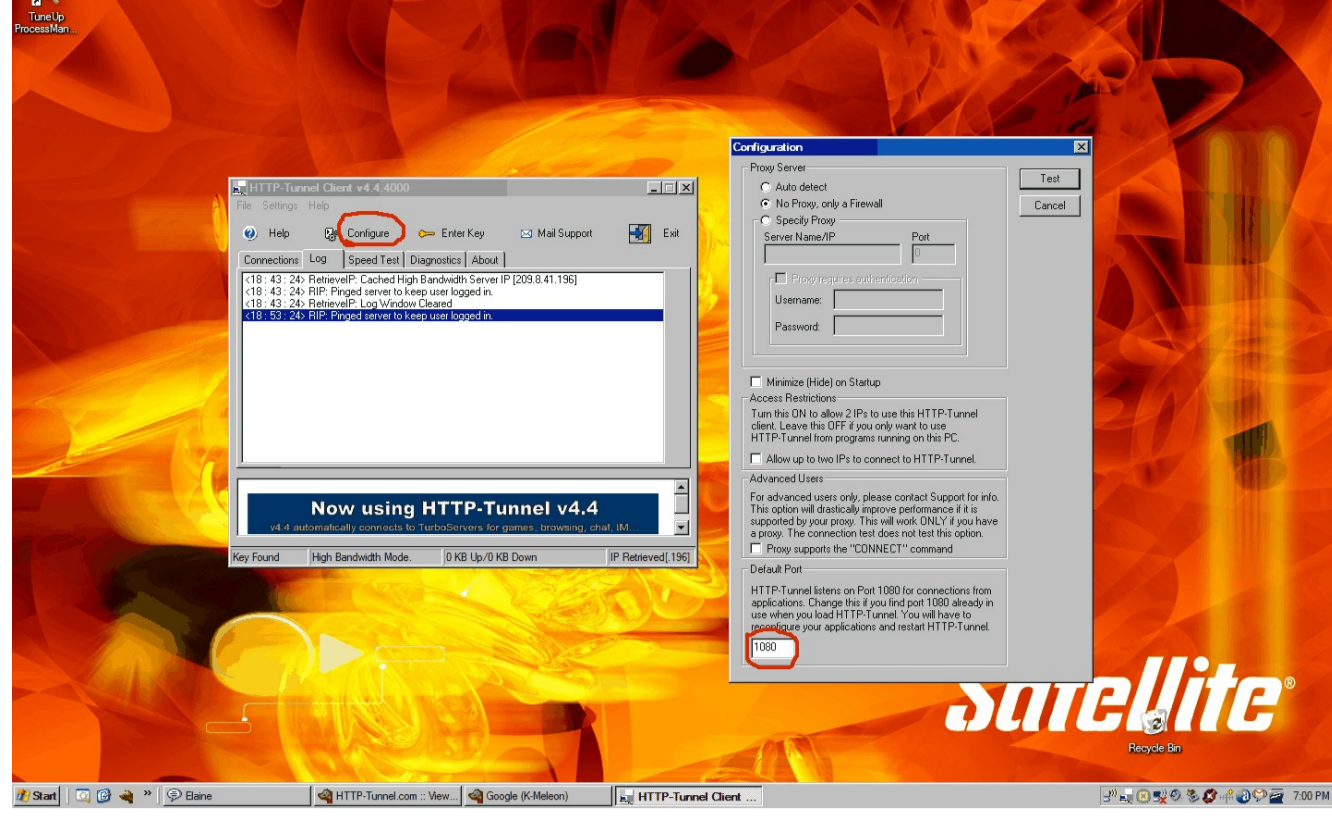 TuneUp
ProcessMan...
HTTP-Tunnel Client v4.4.4000
File Settings Help
Help Configure Enter Key Mail Support Exit
Connections Log Speed Test Diagnostics About
<18 : 43 : 24> RetrieveIP: Cached High Bandwidth Server IP [209.8.41.196]
<18 : 43 : 24> RIP: Pinged server to keep user logged in.
<18 : 43 : 24> RetrieveIP: Log Window Cleared
<18 : 53 : 24> RIP: Pinged server to keep user logged in.
Now using HTTP-Tunnel v4.4
v4.4 automatically connects to TurboServers for games, browsing, chat, IM...
Key Found High Bandwidth Mode. 0 KB Up/0 KB Down IP Retrieved[.196]
Configuration
Proxy Server
Auto detect
No Proxy, only a Firewall
Specify Proxy
Server Name/IP Port
0
Proxy requires authentication
Username:
Password:
Test
Cancel
Minimize (Hide) on Startup
Access Restrictions
Turn this ON to allow 2 IPs to use this HTTP-Tunnel
client. Leave this OFF if you only want to use
HTTP-Tunnel from programs running on this PC.
Allow up to two IPs to connect to HTTP-Tunnel.
Advanced Users
For advanced users only, please contact Support for info.
This option will drastically improve performance if it is
supported by your proxy. This will work ONLY if you have
a proxy. The connection test does not test this option.
Proxy supports the "CONNECT" command
Default Port
HTTP-Tunnel listens on Port 1080 for connections from
applications. Change this if you find port 1080 already in
use when you load HTTP-Tunnel. You will have to
reconfigure your applications and restart HTTP-Tunnel.
1080
Satellite®
Recycle Bin
Start » Elaine HTTP-Tunnel.com :: View... Google (K-Meleon) HTTP-Tunnel Client ... 7:00 PM